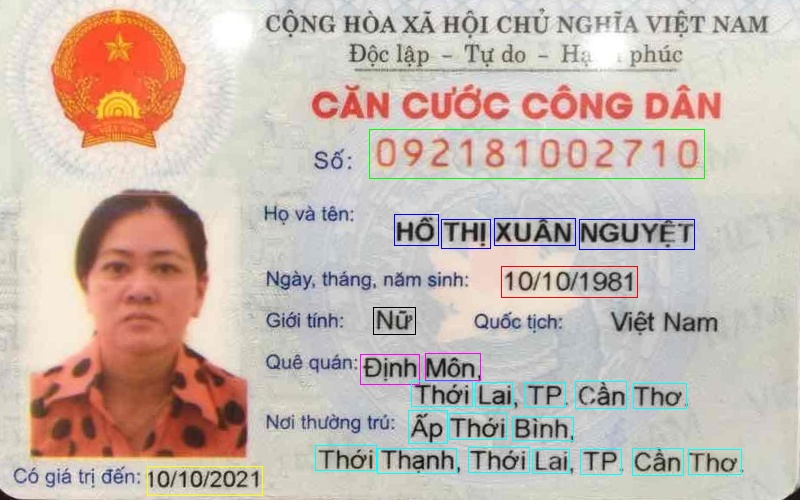 CỘNG HÒA XÃ HỘI CHỦ NGHĨA VIỆT NAM
Độc lập - Tự do - Hạnh phúc
CĂN CƯỚC CÔNG DÂN
Số: 092181002710
Họ và tên: HỒ THỊ XUÂN NGUYỆT
Ngày, tháng, năm sinh: 10/10/1981
Giới tính: Nữ Quốc tịch: Việt Nam
Quê quán: Định Môn,
Thới Lai, TP. Cần Thơ.
Nơi thường trú: Ấp Thới Bình,
Thới Thạnh, Thới Lai, TP. Cần Thơ.
Có giá trị đến: 10/10/2021